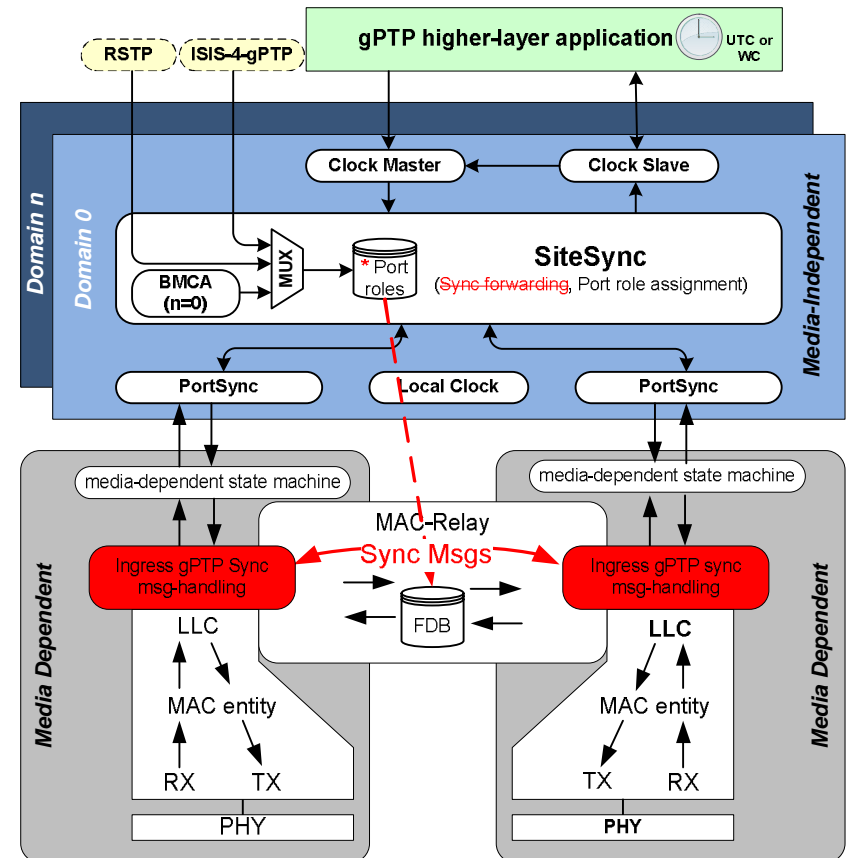 RSTP
ISIS-4-gPTP
gPTP higher-layer application
UTC or
WC
Domain n
Domain 0
Media-Independent
Clock Master
Clock Slave
SiteSync
(Sync forwarding, Port role assignment)
MUX
* Port
roles
BMCA
(n=0)
PortSync
Local Clock
PortSync
media-dependent state machine
media-dependent state machine
MAC-Relay
Sync Msgs
Ingress gPTP Sync
msg-handling
Ingress gPTP sync
msg-handling
FDB
LLC
LLC
MAC entity
MAC entity
RX
TX
TX
RX
PHY
PHY
Media Dependent
Media Dependent